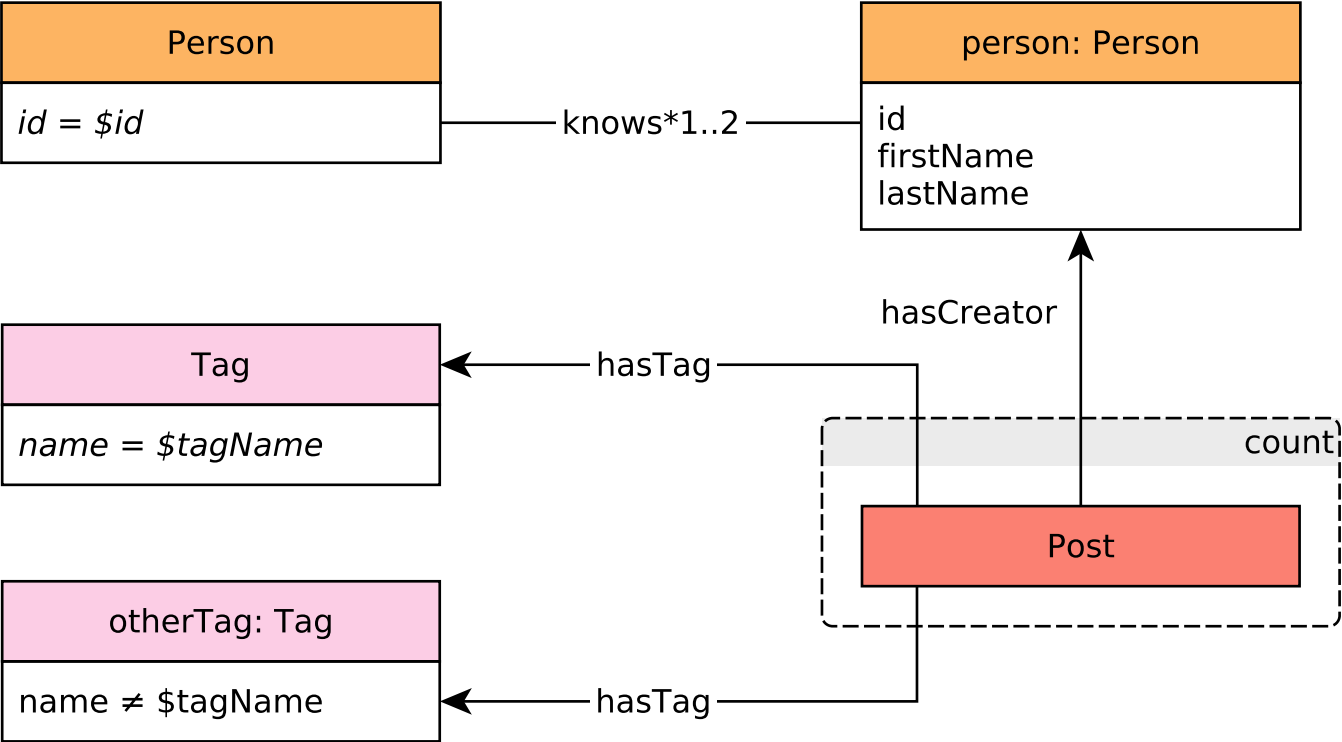 Person
id = $id
knows*1..2
person: Person
id
firstName
lastName
hasCreator
Tag
name = $tagName
hasTag
count
Post
otherTag: Tag
name ≠ $tagName
hasTag